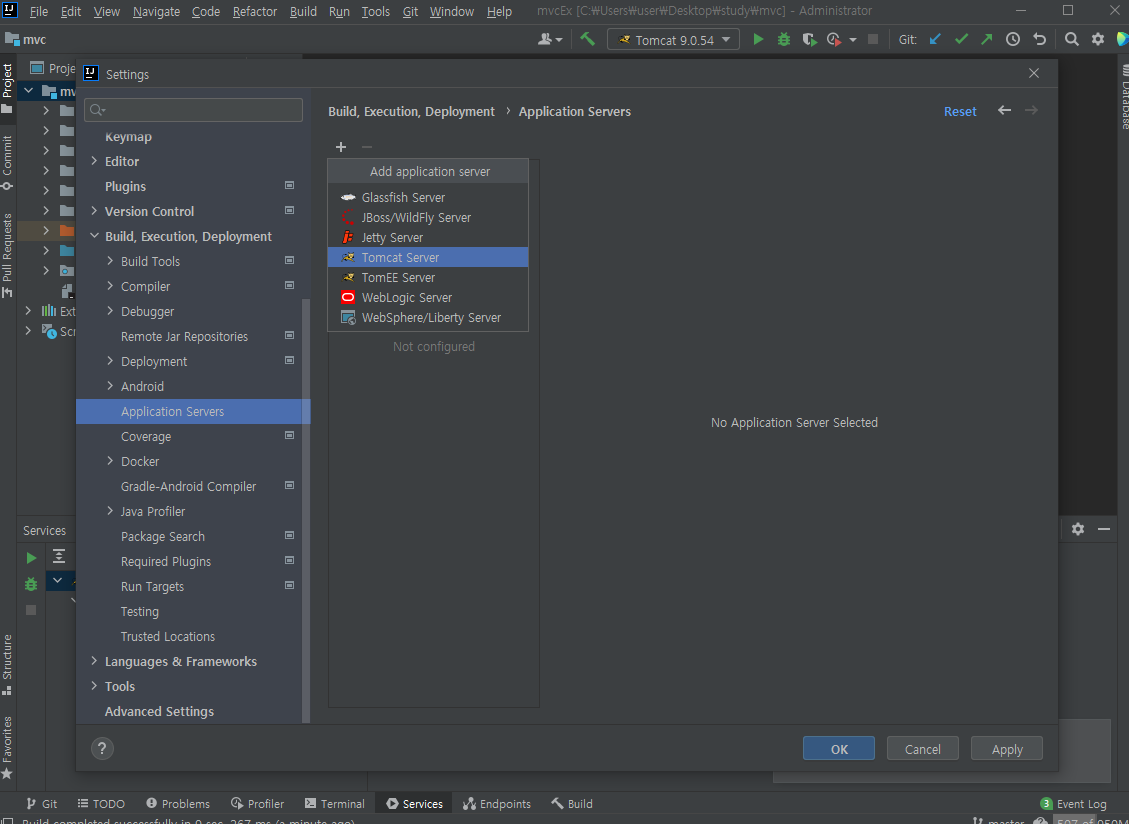 File Edit View Navigate Code Refactor Build Run Tools Git Window Help mvcEx [C:₩Users₩user₩Desktop₩study₩mvc] - Administrator
mvc
Tomcat 9.0.54
Git:
Proje
Settings
mv
Ext
Scr
Project
Commit
Pull Requests
Structure
Favorites
Database
Keymap
Editor
Plugins
Version Control
Build, Execution, Deployment
Build Tools
Compiler
Debugger
Remote Jar Repositories
Deployment
Android
Application Servers
Coverage
Docker
Gradle-Android Compiler
Java Profiler
Package Search
Required Plugins
Run Targets
Testing
Trusted Locations
Languages & Frameworks
Tools
Advanced Settings
Build, Execution, Deployment › Application Servers
Reset
Add application server
Glassfish Server
JBoss/WildFly Server
Jetty Server
Tomcat Server
TomEE Server
WebLogic Server
WebSphere/Liberty Server
Not configured
No Application Server Selected
? OK Cancel Apply
Services
Git TODO Problems Profiler Terminal Services Endpoints Build 3 Event Log
Build completed successfully in 9 sec, 267 ms (a minute ago) master 507 of 950M